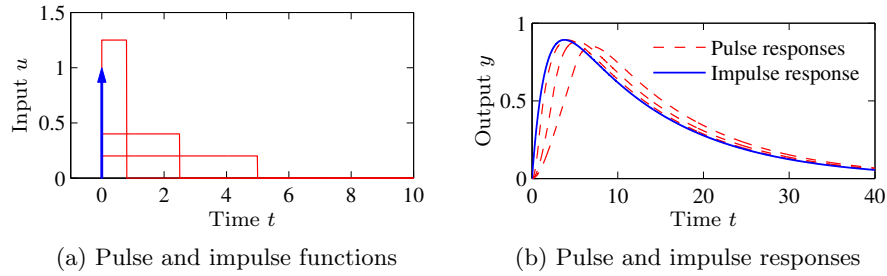 1.5
1
0.5
0
Input u
0 2 4 6 8 10
Time t
(a) Pulse and impulse functions
1
0.5
0
Output y
Pulse responses
Impulse response
0 10 20 30 40
Time t
(b) Pulse and impulse responses